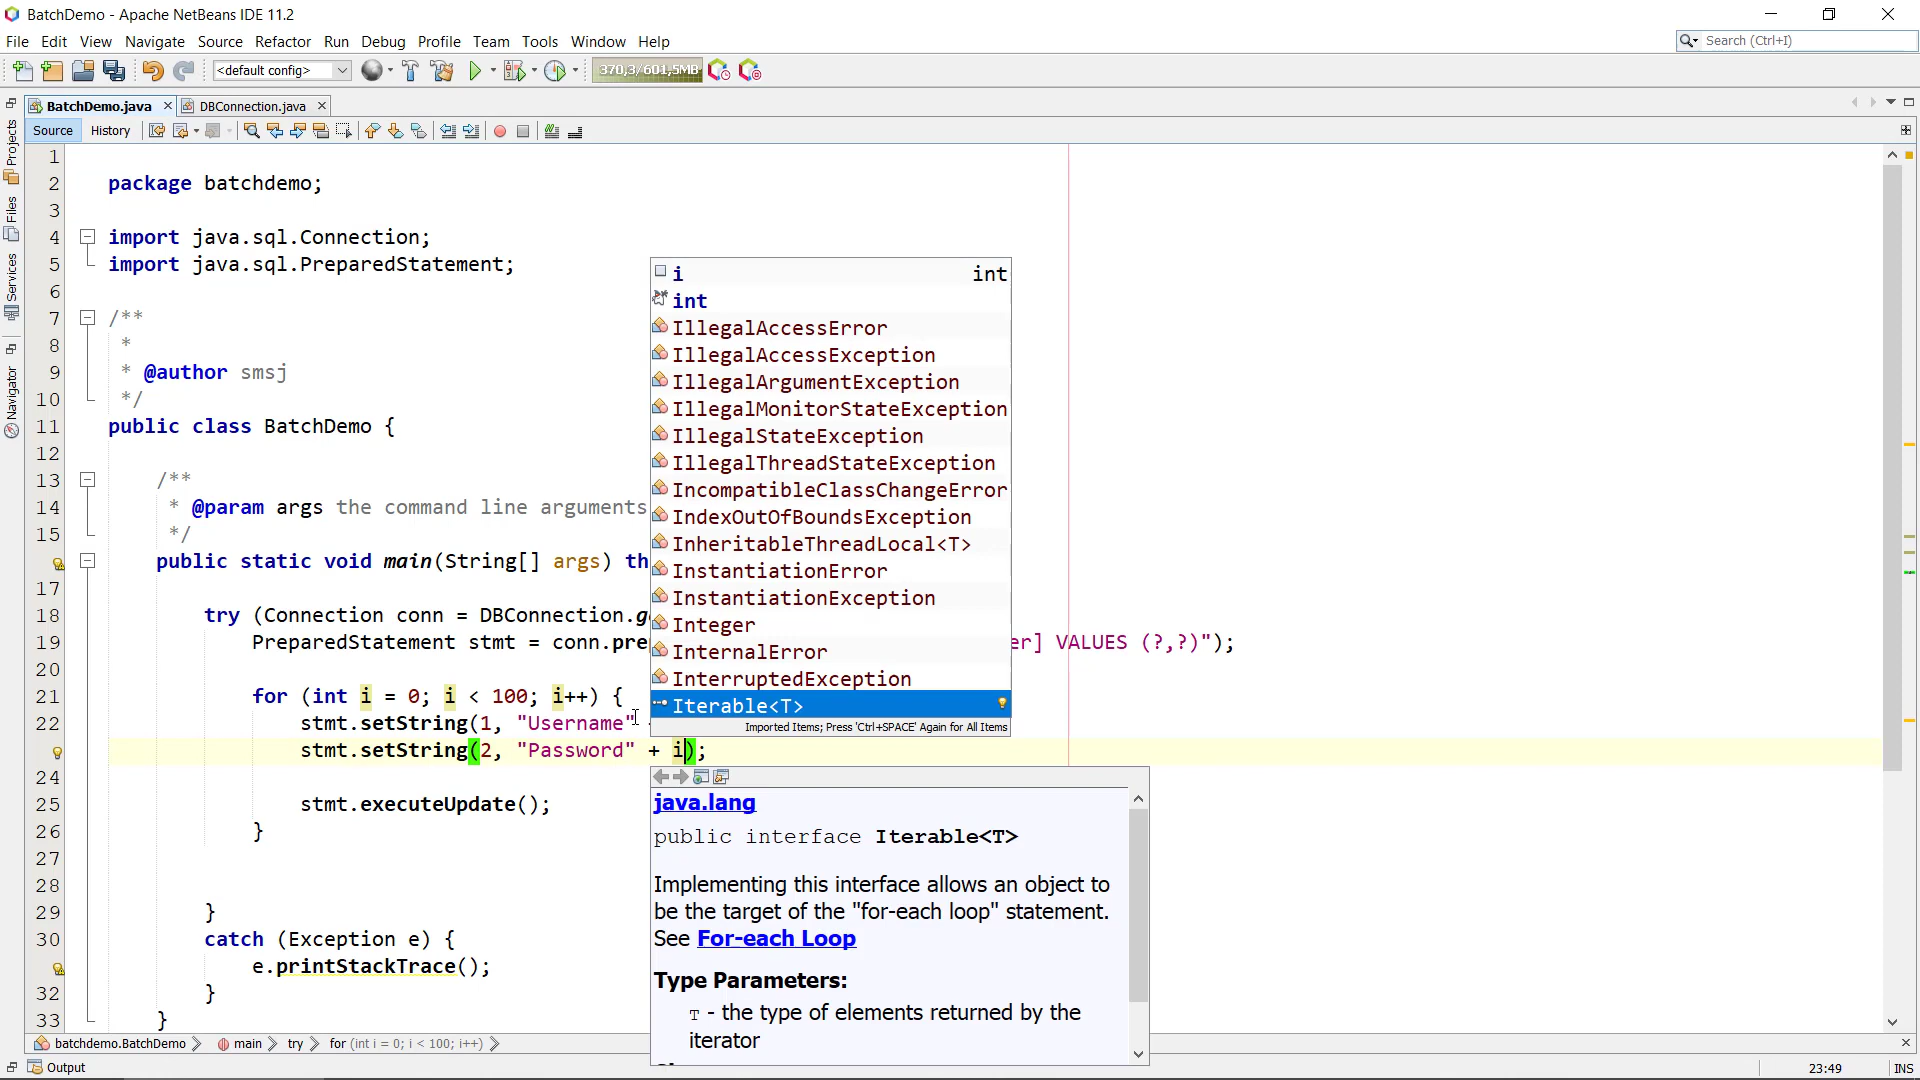 BatchDemo - Apache NetBeans IDE 11.2
File Edit View Navigate Source Refactor Run Debug Profile Team Tools Window Help
Search (Ctrl+I)
<default config>
370,3/601,5MB
BatchDemo.java
DBConnection.java
Source
History
Projects
Files
Services
Navigator
1
2 package batchdemo;
3
4 import java.sql.Connection;
5 import java.sql.PreparedStatement;
6
7 /**
8 *
9 * @author smsj
10 */
11 public class BatchDemo {
12
13 /**
14 * @param args the command line arguments
15 */
public static void main(String[] args) th
17
18 try (Connection conn = DBConnection.g
19 PreparedStatement stmt = conn.pre er] VALUES (?,?)");
20
21 for (int i = 0; i < 100; i++) {
22 stmt.setString(1, "Username"
stmt.setString(2, "Password" + i);
24
25 stmt.executeUpdate();
26 }
27
28
29 }
30 catch (Exception e) {
e.printStackTrace();
32 }
33 }
i int
int
IllegalAccessError
IllegalAccessException
IllegalArgumentException
IllegalMonitorStateException
IllegalStateException
IllegalThreadStateException
IncompatibleClassChangeError
IndexOutOfBoundsException
InheritableThreadLocal<T>
InstantiationError
InstantiationException
Integer
InternalError
InterruptedException
Iterable<T>
Imported Items; Press 'Ctrl+SPACE' Again for All Items
java.lang
public interface Iterable<T>
Implementing this interface allows an object to
be the target of the "for-each loop" statement.
See For-each Loop
Type Parameters:
T - the type of elements returned by the
iterator
batchdemo.BatchDemo main try for (int i = 0; i < 100; i++)
Output
23:49 INS